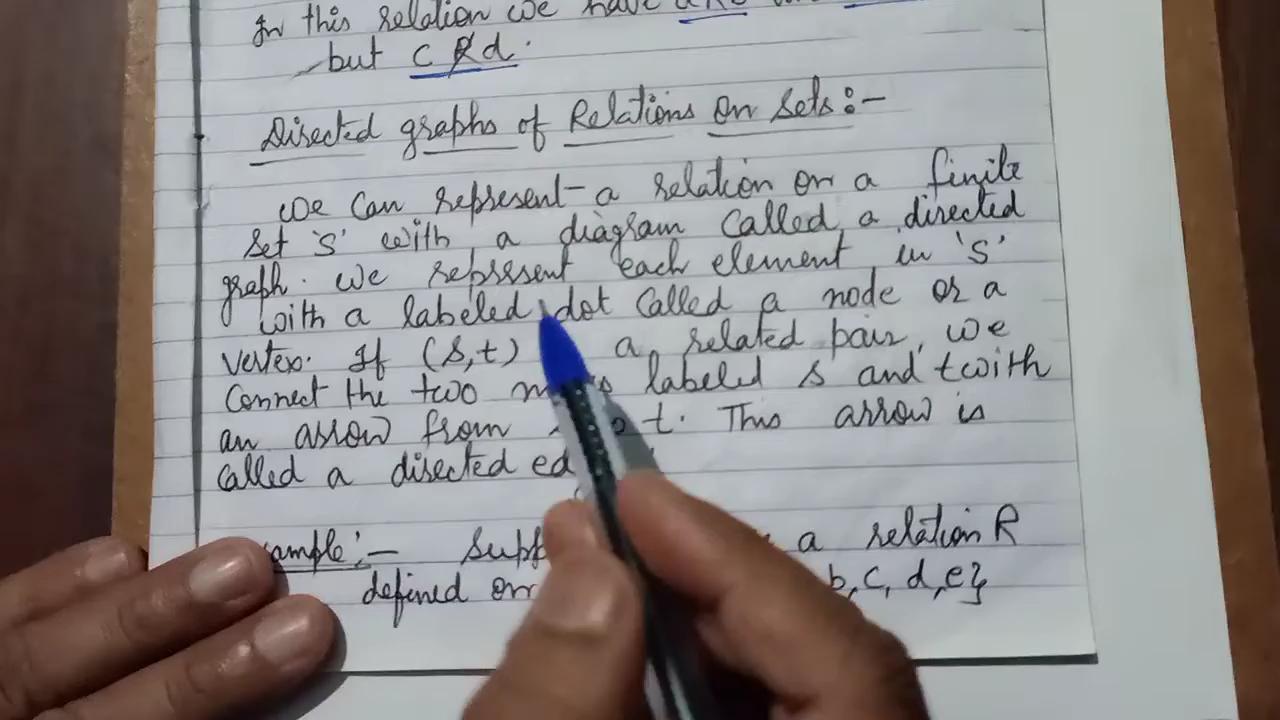 In this relation we have aRb
but c R̸ d.
Directed graphs of Relations on Sets:-
We can represent a relation on a finite
set 'S' with a diagram called a directed
graph. We represent each element in 'S'
with a labeled dot called a node or a
vertex. If (s,t) a related pair, we
connect the two labeled s and t with
an arrow from t. This arrow is
called a directed
a relation R
defined on b, c, d, e}